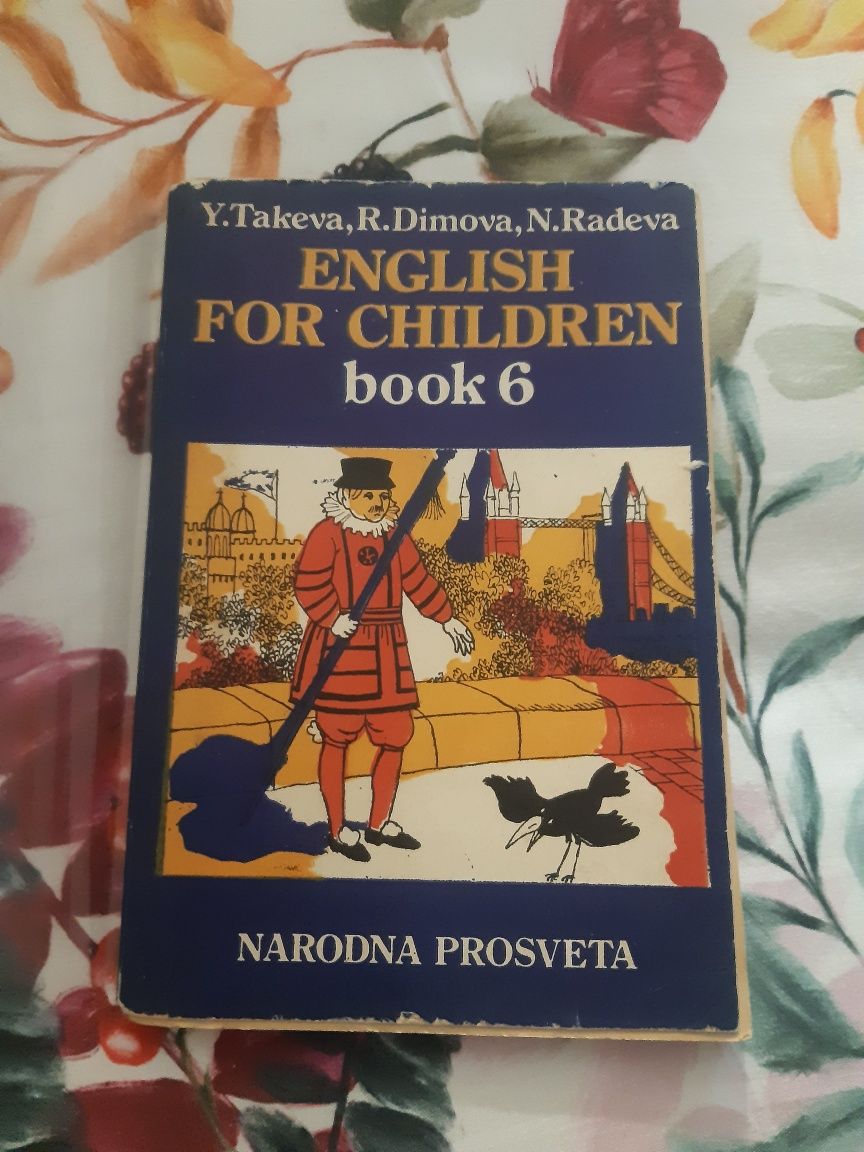 Y.Takeva, R.Dimova, N.Radeva
ENGLISH
FOR CHILDREN
book 6
NARODNA PROSVETA